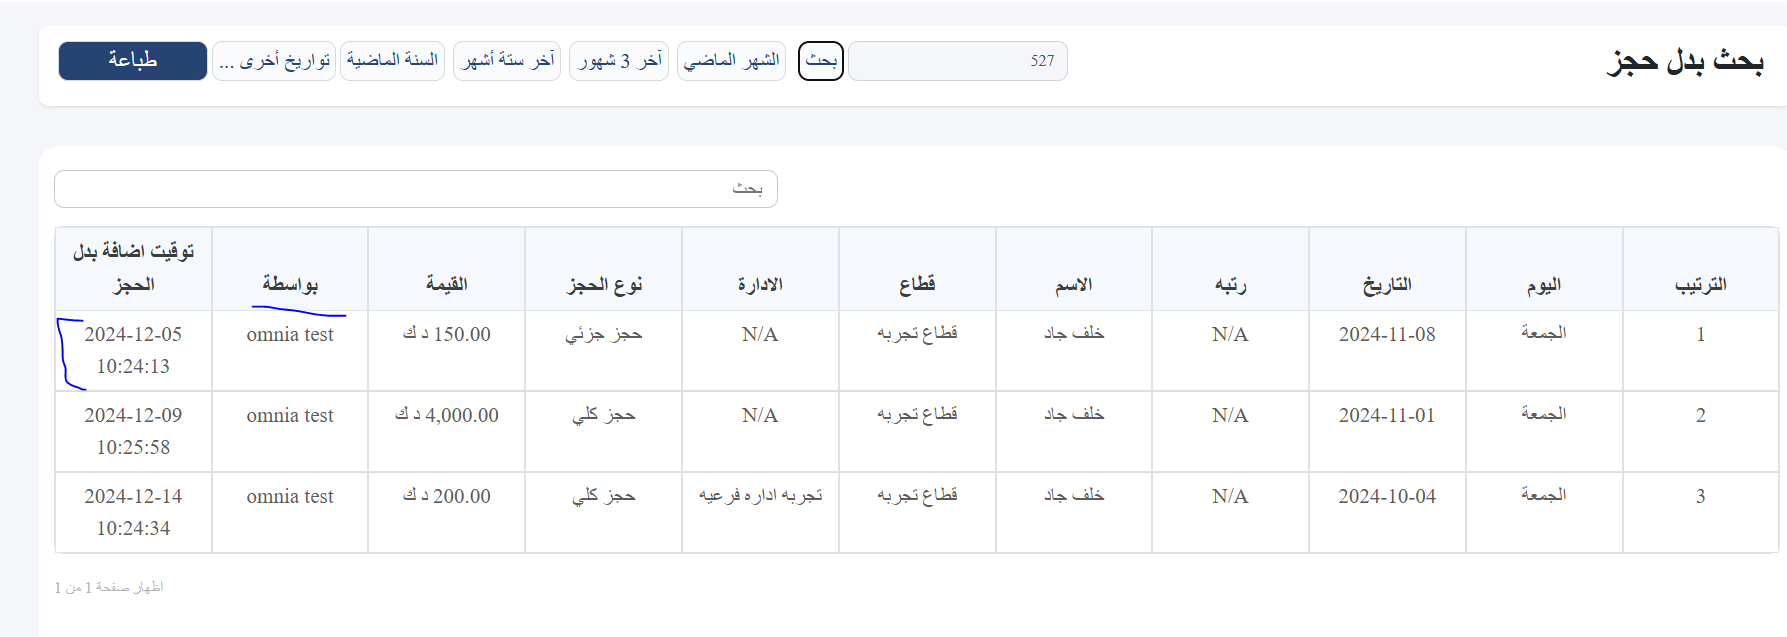 بحث بدل حجز
527
بحث
الشهر الماضي
آخر 3 شهور
آخر ستة أشهر
السنة الماضية
تواريخ أخرى ...
طباعة
بحث
الترتيب اليوم التاريخ رتبه الاسم قطاع الادارة نوع الحجز القيمة بواسطة توقيت اضافة بدل الحجز
1 الجمعة 2024-11-08 N/A خلف جاد قطاع تجربه N/A حجز جزئي 150.00 د ك omnia test 2024-12-05 10:24:13
2 الجمعة 2024-11-01 N/A خلف جاد قطاع تجربه N/A حجز كلي 4,000.00 د ك omnia test 2024-12-09 10:25:58
3 الجمعة 2024-10-04 N/A خلف جاد قطاع تجربه تجربه اداره فرعيه حجز كلي 200.00 د ك omnia test 2024-12-14 10:24:34
اظهار صفحة 1 من 1